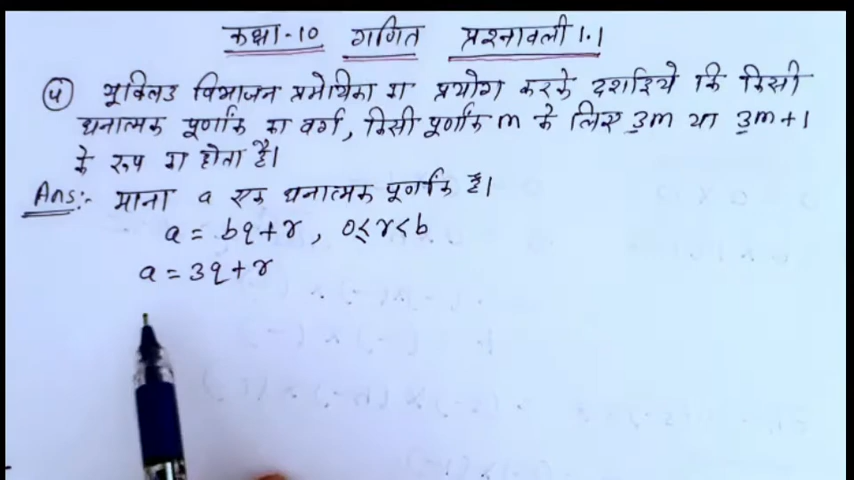 कक्षा-10 गणित प्रश्नावली 1.1
(4) यूक्लिड विभाजन प्रमेयिका का प्रयोग करके दर्शाइये कि किसी
धनात्मक पूर्णांक का वर्ग, किसी पूर्णांक m के लिए 3m या 3m+1
के रूप का होता है।
Ans:- माना a एक धनात्मक पूर्णांक है।
a = bq+r, 0≤r<b
a = 3q+r